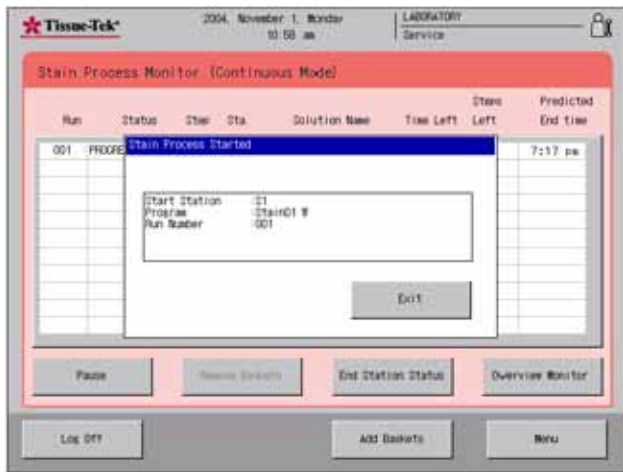 Tissue-Tek
2004. November 1, Monday
10:58 am
LABORATORY
Service
Stain Process Monitor (Continuous Mode)
Run Status Step Sta. Solution Name Time Left Steps Left Predicted End time
001 PROGRE 7:17 pm
Stain Process Started
Start Station :S1
Program :Stain01 W
Run Number :001
Exit
Pause Remove Baskets End Station Status Overview Monitor
Log Off Add Baskets Menu